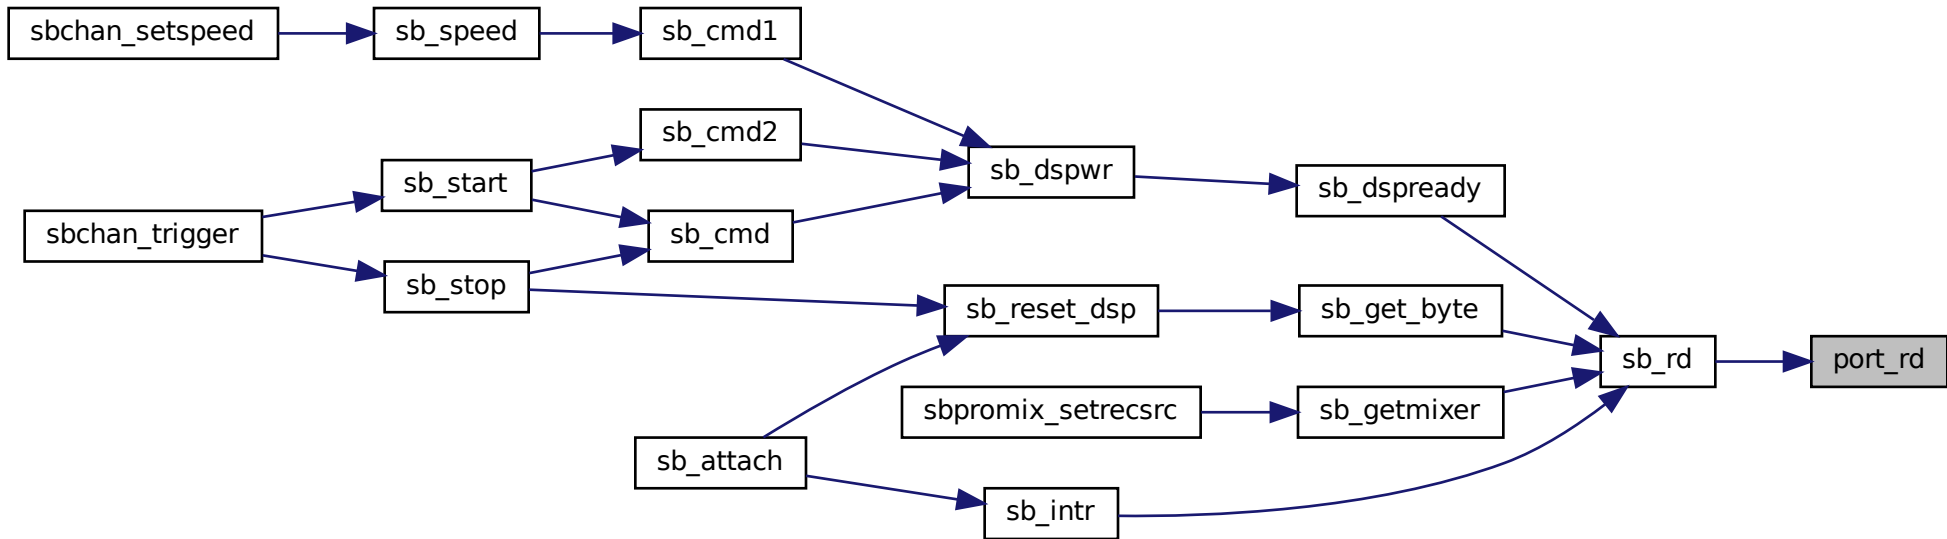 sbchan_setspeed
sb_speed
sb_cmd1
sb_cmd2
sb_dspwr
sb_start
sb_dspready
sbchan_trigger
sb_cmd
sb_stop
sb_reset_dsp
sb_get_byte
sb_rd
port_rd
sbpromix_setrecsrc
sb_getmixer
sb_attach
sb_intr